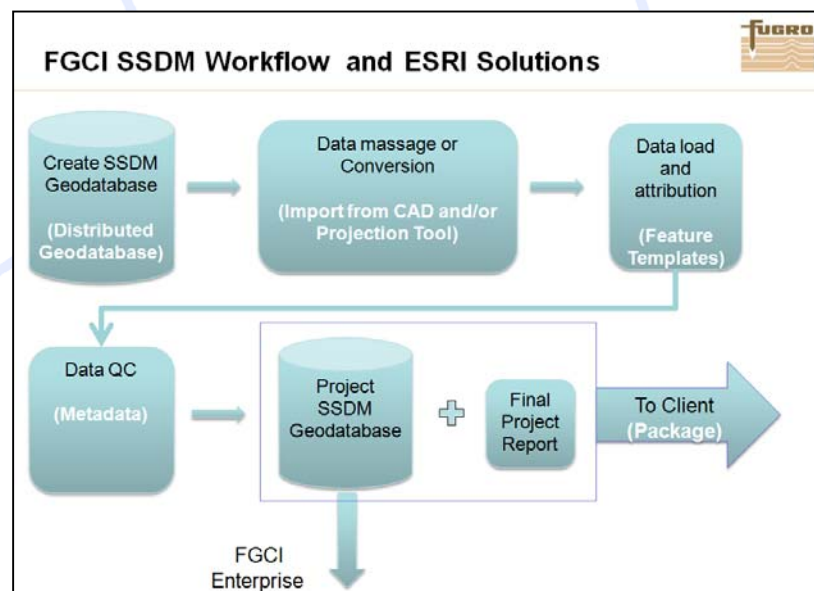 FUGRO
FGCI SSDM Workflow and ESRI Solutions
Create SSDM
Geodatabase
(Distributed
Geodatabase)
Data massage or
Conversion
(Import from CAD and/or
Projection Tool)
Data load
and
attribution
(Feature
Templates)
Data QC
(Metadata)
Project
SSDM
Geodatabase
Final
Project
Report
To Client
(Package)
FGCI
Enterprise